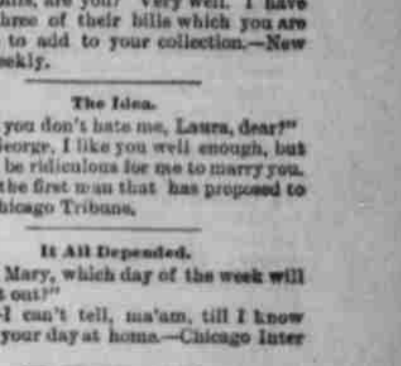 are you? Very well. I have
three of their bills which you are
to add to your collection.—New
eekly.
The Idea.
you don't hate me, Laura, dear?"
George, I like you well enough, but
be ridiculous for me to marry you.
the first man that has proposed to
hicago Tribune.
It All Depended.
Mary, which day of the week will
t out?"
-I can't tell, ma'am, till I know
your day at home.—Chicago Inter